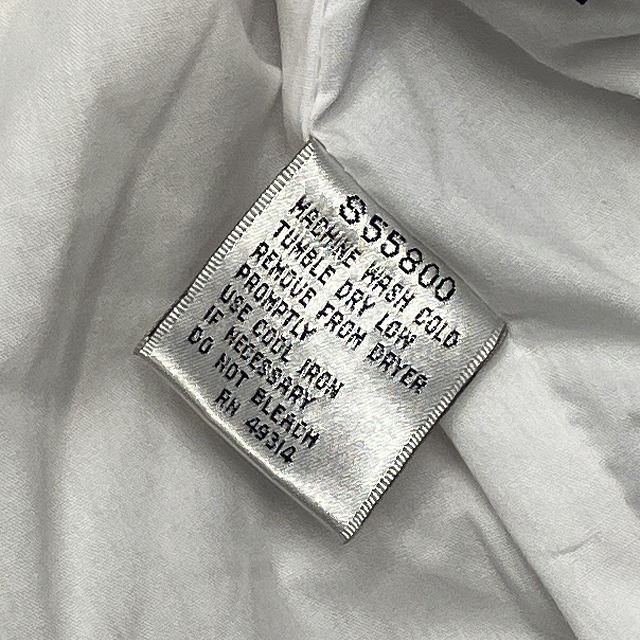 S55800
MACHINE WASH COLD
TUMBLE DRY LOW
REMOVE FROM DRYER
PROMPTLY
USE COOL IRON
IF NECESSARY
DO NOT BLEACH
RN 49314